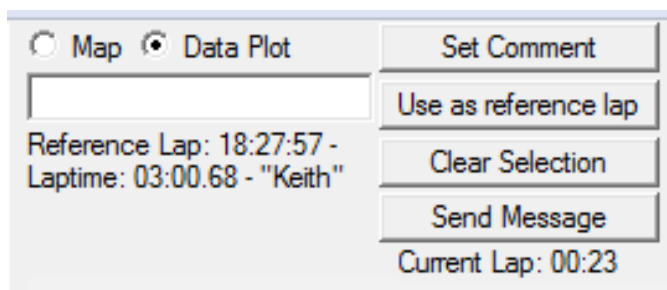 Map Data Plot
Set Comment
Use as reference lap
Reference Lap: 18:27:57 -
Laptime: 03:00.68 - "Keith"
Clear Selection
Send Message
Current Lap: 00:23